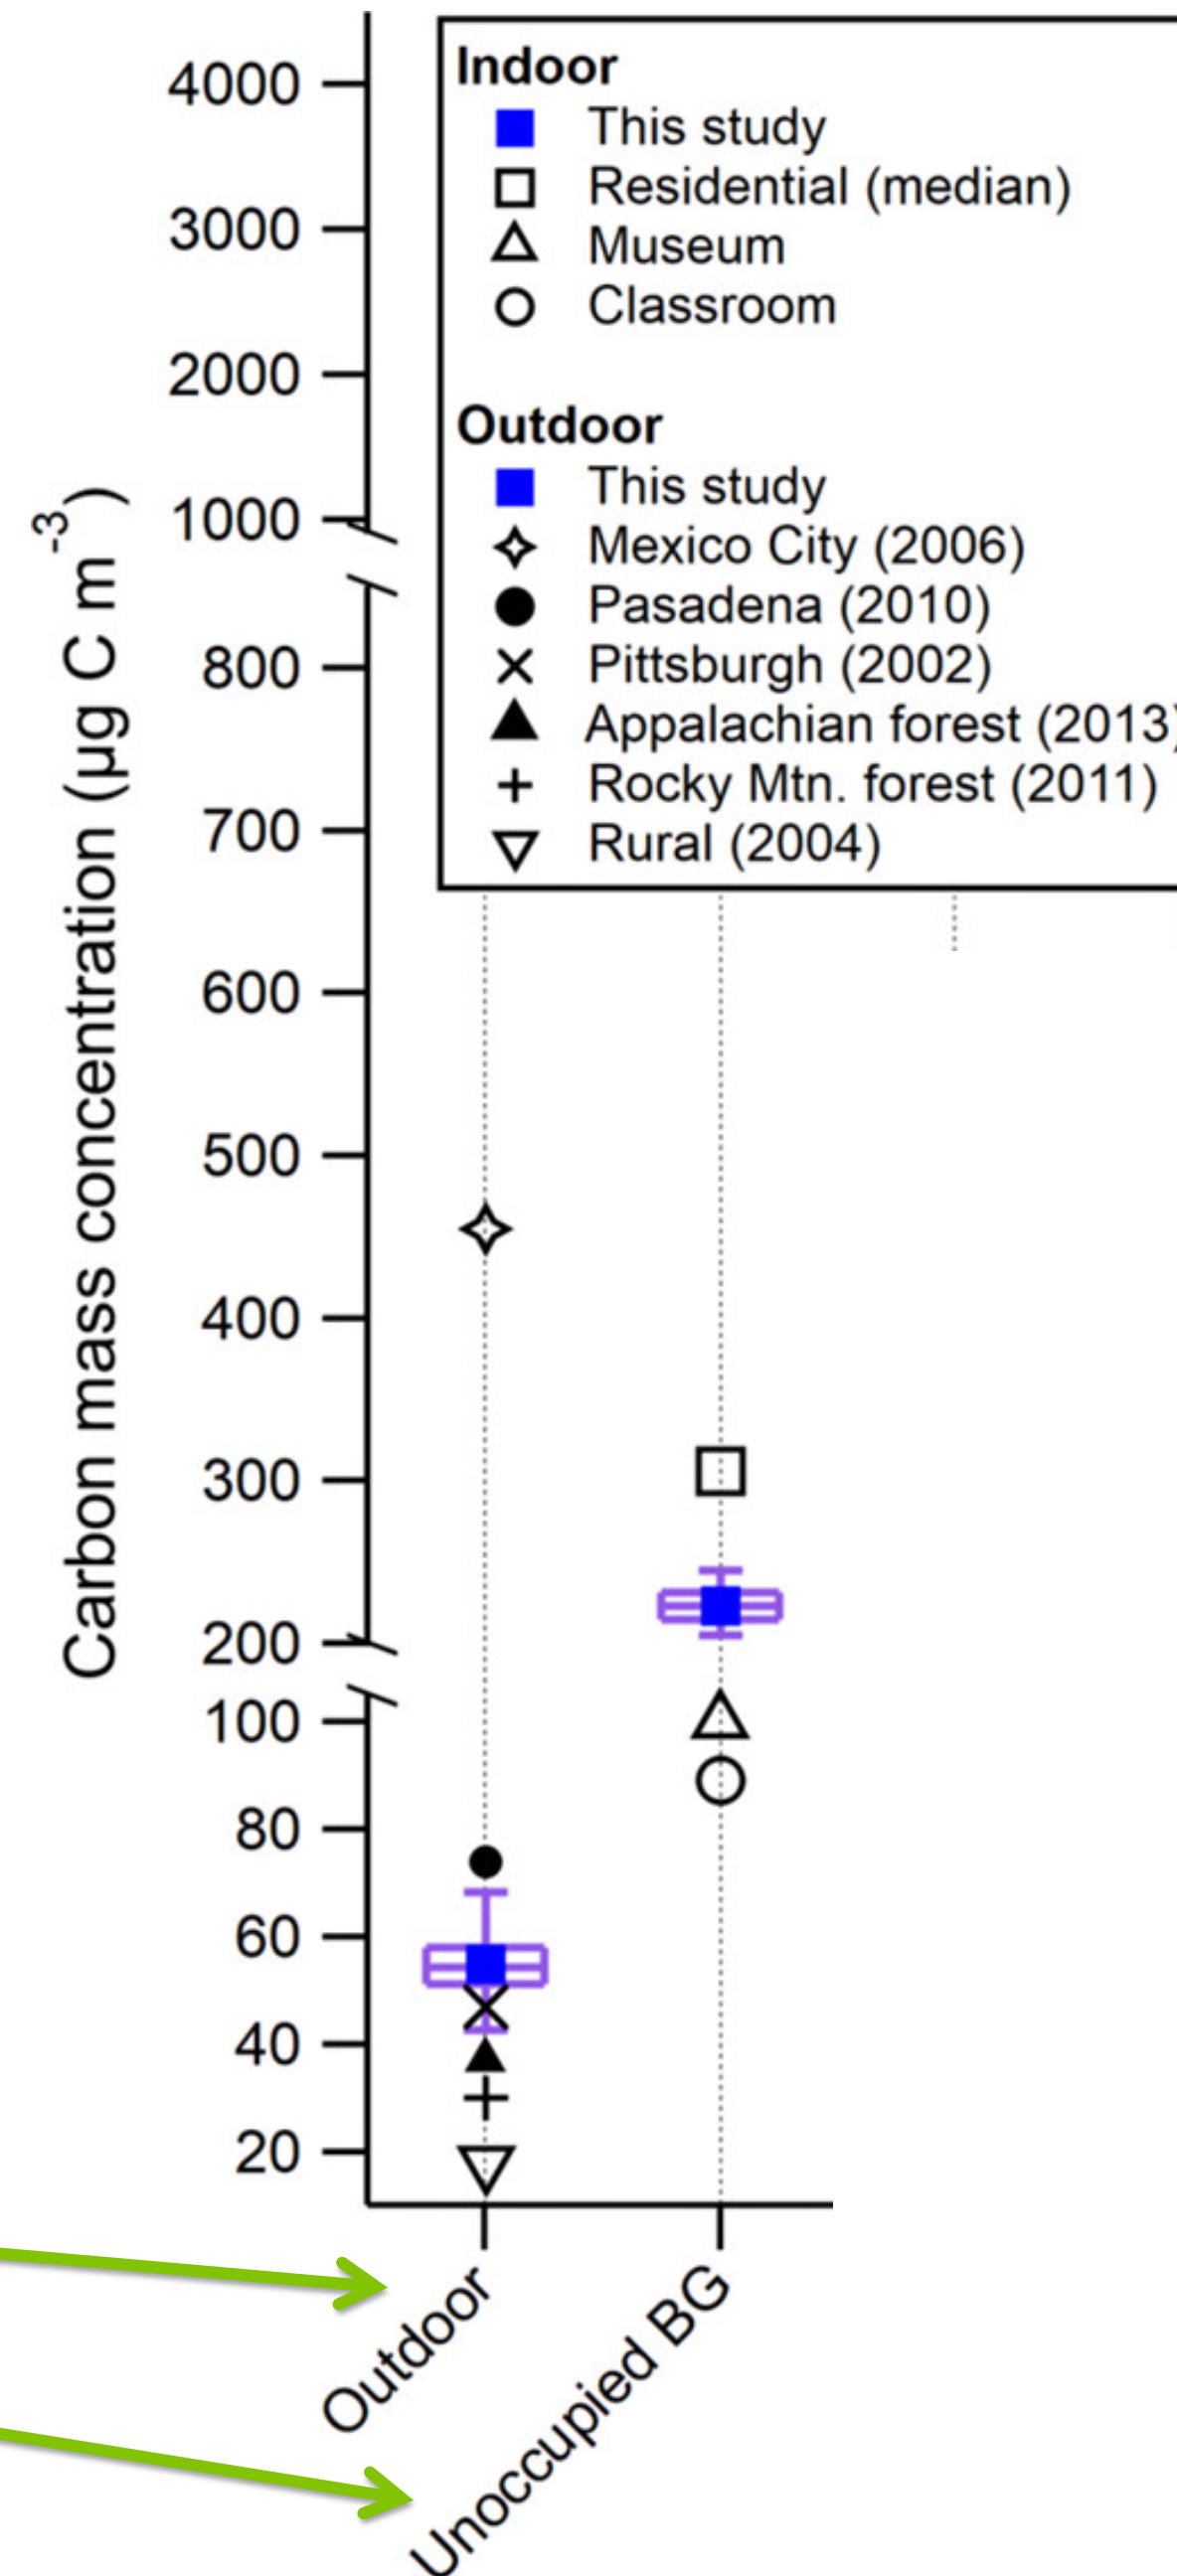 Carbon mass concentration (µg C m⁻³)
4000
3000
2000
1000
800
700
600
500
400
300
200
100
80
60
40
20
Indoor
This study
Residential (median)
Museum
Classroom
Outdoor
This study
Mexico City (2006)
Pasadena (2010)
Pittsburgh (2002)
Appalachian forest (2013)
Rocky Mtn. forest (2011)
Rural (2004)
Outdoor
Unoccupied BG